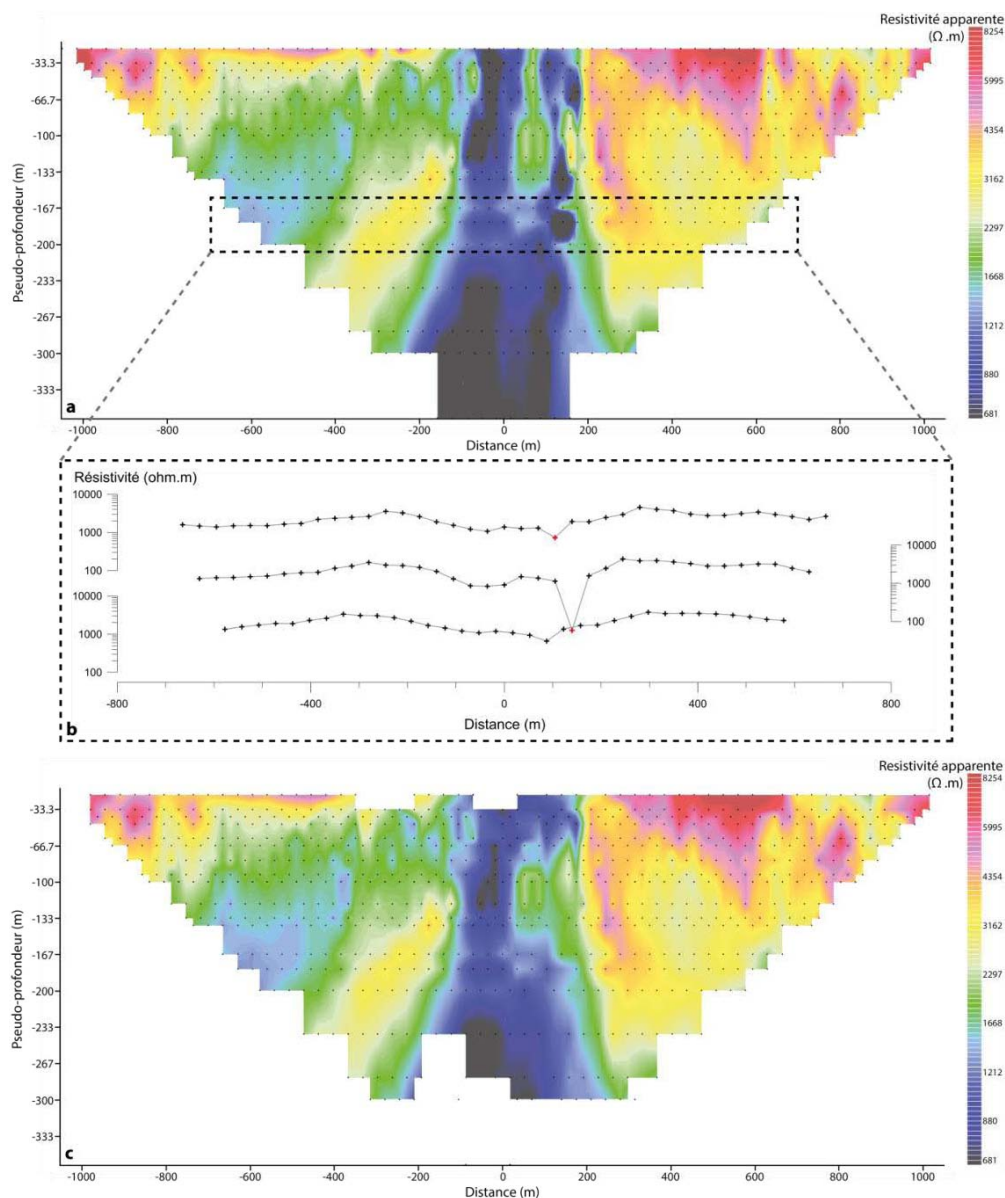 Resistivité apparente
(Ω .m)
8254
5995
4354
3162
2297
1668
1212
880
681
Pseudo-profondeur (m)
-33.3
-66.7
-100
-133
-167
-200
-233
-267
-300
-333
a
-1000 -800 -600 -400 -200 0 200 400 600 800 1000
Distance (m)
Résistivité (ohm.m)
10000
1000
100
10000
1000
100
10000
1000
100
-800 -400 0 400 800
Distance (m)
b
Resistivité apparente
(Ω .m)
8254
5995
4354
3162
2297
1668
1212
880
681
Pseudo-profondeur (m)
-33.3
-66.7
-100
-133
-167
-200
-233
-267
-300
-333
c
-1000 -800 -600 -400 -200 0 200 400 600 800 1000
Distance (m)